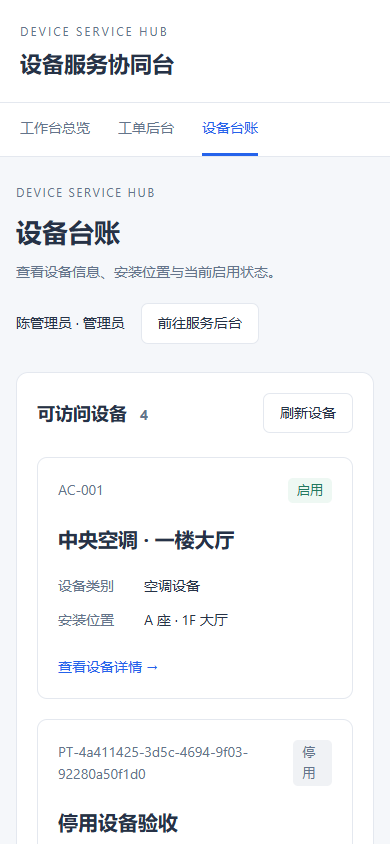 DEVICE SERVICE HUB
设备服务协同台
工作台总览 工单后台 设备台账
DEVICE SERVICE HUB
设备台账
查看设备信息、安装位置与当前启用状态。
陈管理员 · 管理员 前往服务后台
可访问设备 4 刷新设备
AC-001 启用
中央空调 · 一楼大厅
设备类别 空调设备
安装位置 A 座 · 1F 大厅
查看设备详情 →
PT-4a411425-3d5c-4694-9f03- 停
92280a50f1d0 用
停用设备验收